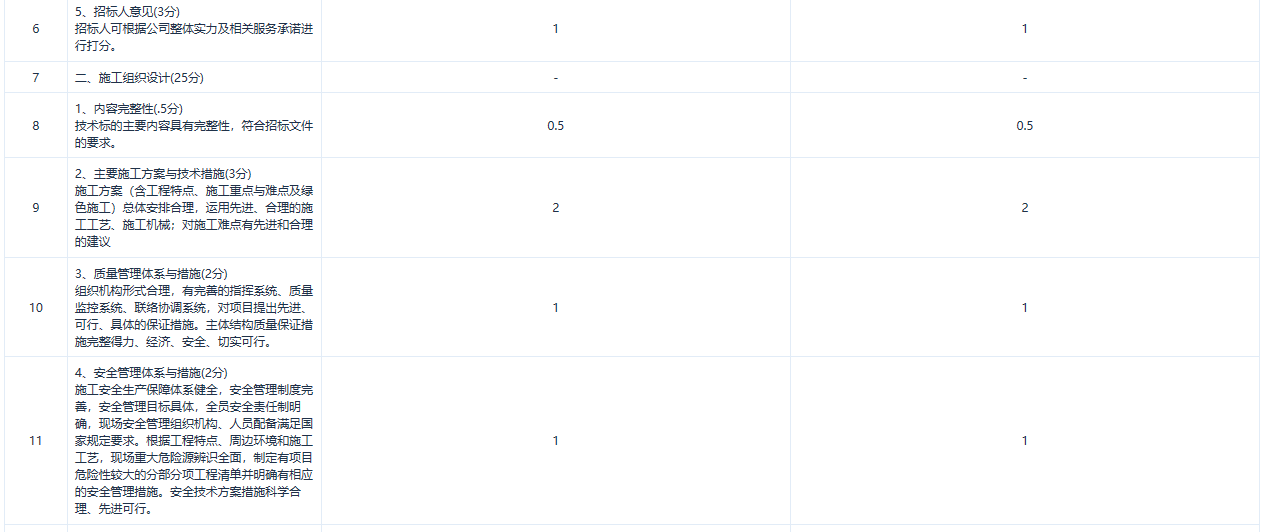 5、招标人意见(3分)
6
招标人可根据公司整体实力及相关服务承诺进
1
1
行打分。
7
二、施工组织设计(25分)
-
-
1、内容完整性(.5分)
8
技术标的主要内容具有完整性，符合招标文件
0.5
0.5
的要求。
2、主要施工方案与技术措施(3分)
施工方案（含工程特点、施工重点与难点及绿
9
色施工）总体安排合理，运用先进、合理的施
2
2
工工艺、施工机械；对施工难点有先进和合理
的建议
3、质量管理体系与措施(2分)
组织机构形式合理，有完善的指挥系统、质量
10
监控系统、联络协调系统，对项目提出先进、
1
1
可行、具体的保证措施。主体结构质量保证措
施完整得力、经济、安全、切实可行。
4、安全管理体系与措施(2分)
施工安全生产保障体系健全，安全管理制度完
善，安全管理目标具体，全员安全责任制明
确，现场安全管理组织机构、人员配备满足国
11
家规定要求。根据工程特点、周边环境和施工
1
1
工艺，现场重大危险源辨识全面，制定有项目
危险性较大的分部分项工程清单并明确有相应
的安全管理措施。安全技术方案措施科学合
理、先进可行。